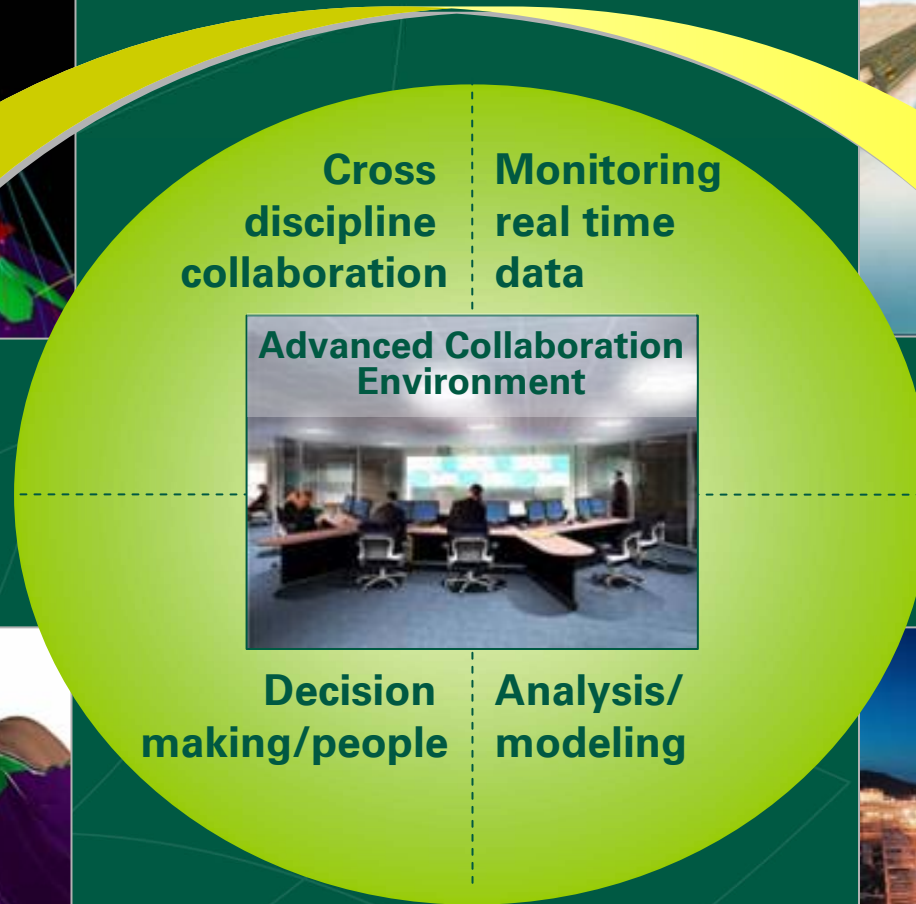 Cross
discipline
collaboration
Monitoring
real time
data
Advanced Collaboration
Environment
Decision
making/people
Analysis/
modeling